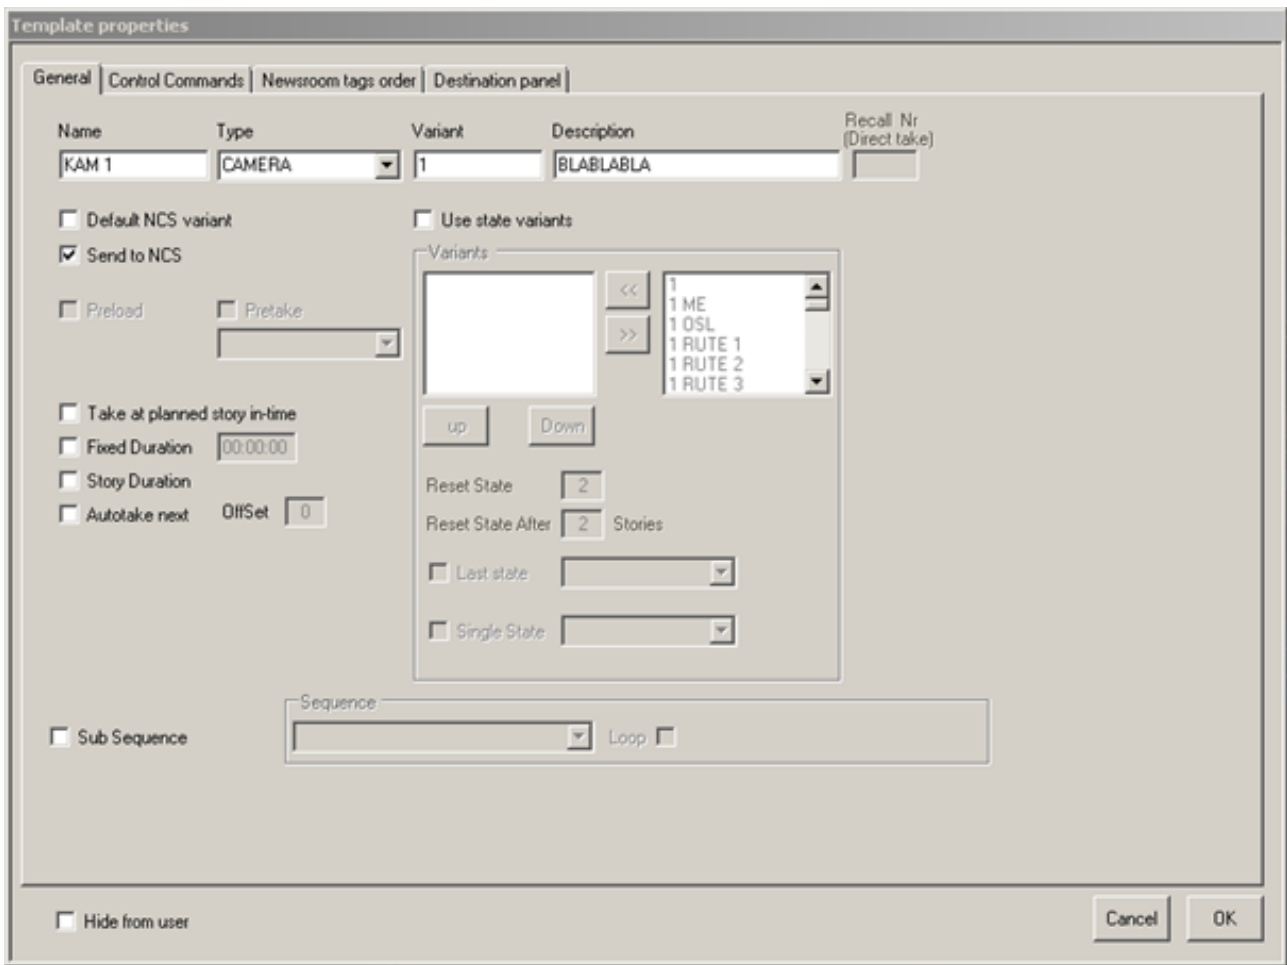 Template properties
General Control Commands Newsroom tags order Destination panel
Name Type Variant Description Recall Nr (Direct take)
KAM 1 CAMERA 1 BLABLABLA
Default NCS variant Use state variants
Send to NCS
Variants
<< 
>>
1
1 ME
1 OSL
1 RUTE 1
1 RUTE 2
1 RUTE 3
Preload Pretake
up Down
Take at planned story in-time
Fixed Duration 00:00:00
Story Duration
Autotake next OffSet 0
Reset State 2
Reset State After 2 Stories
Last state
Single State
Sequence
Sub Sequence Loop
Hide from user Cancel OK